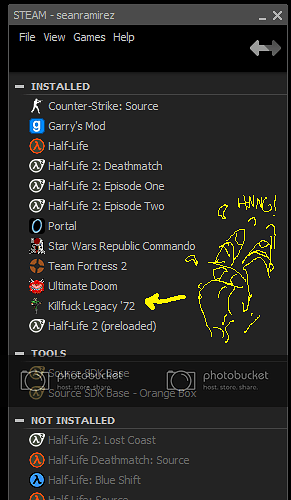 STEAM - seanramirez
File View Games Help
INSTALLED
Counter-Strike: Source
Garry's Mod
Half-Life
Half-Life 2: Deathmatch
Half-Life 2: Episode One
Half-Life 2: Episode Two
Portal
Star Wars Republic Commando
Team Fortress 2
Ultimate Doom
Killfuck Legacy '72
Half-Life 2 (preloaded)
HNNG!
TOOLS
Source SDK Base
photobucket photobucket
host. store. share. host. store. share.
Source SDK Base - Orange Box
NOT INSTALLED
Half-Life 2: Lost Coast
Half-Life Deathmatch: Source
Half-Life: Blue Shift
Half-Life: Source